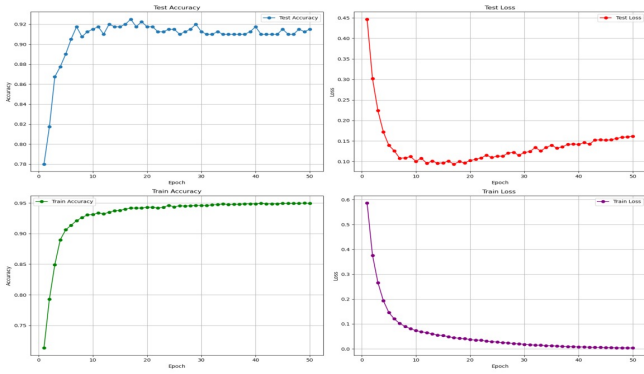 Test Accuracy
Test Accuracy
0.92
0.90
0.88
0.86
0.84
0.82
0.80
0.78
Accuracy
0 10 20 30 40 50
Epoch
Test Loss
Test Loss
0.45
0.40
0.35
0.30
0.25
0.20
0.15
0.10
Loss
0 10 20 30 40 50
Epoch
Train Accuracy
Train Accuracy
0.95
0.90
0.85
0.80
0.75
Accuracy
0 10 20 30 40 50
Epoch
Train Loss
Train Loss
0.6
0.5
0.4
0.3
0.2
0.1
0.0
Loss
0 10 20 30 40 50
Epoch